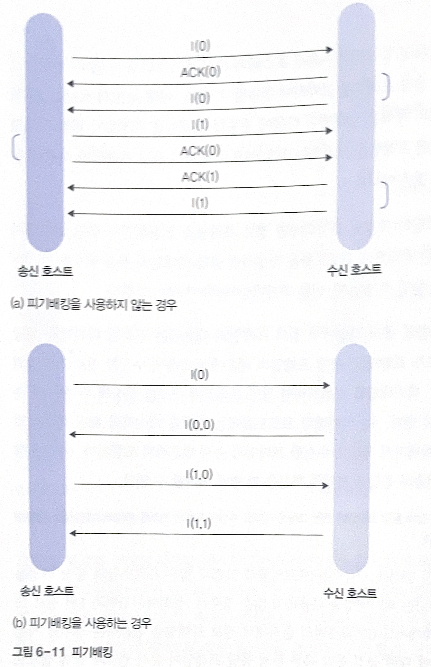 I(0)
ACK(0)
I(0)
I(1)
ACK(0)
ACK(1)
I(1)
송신 호스트 수신 호스트
(a) 피기배킹을 사용하지 않는 경우
I(0)
I(0,0)
I(1,0)
I(1,1)
송신 호스트 수신 호스트
(b) 피기배킹을 사용하는 경우
그림 6-11 피기배킹